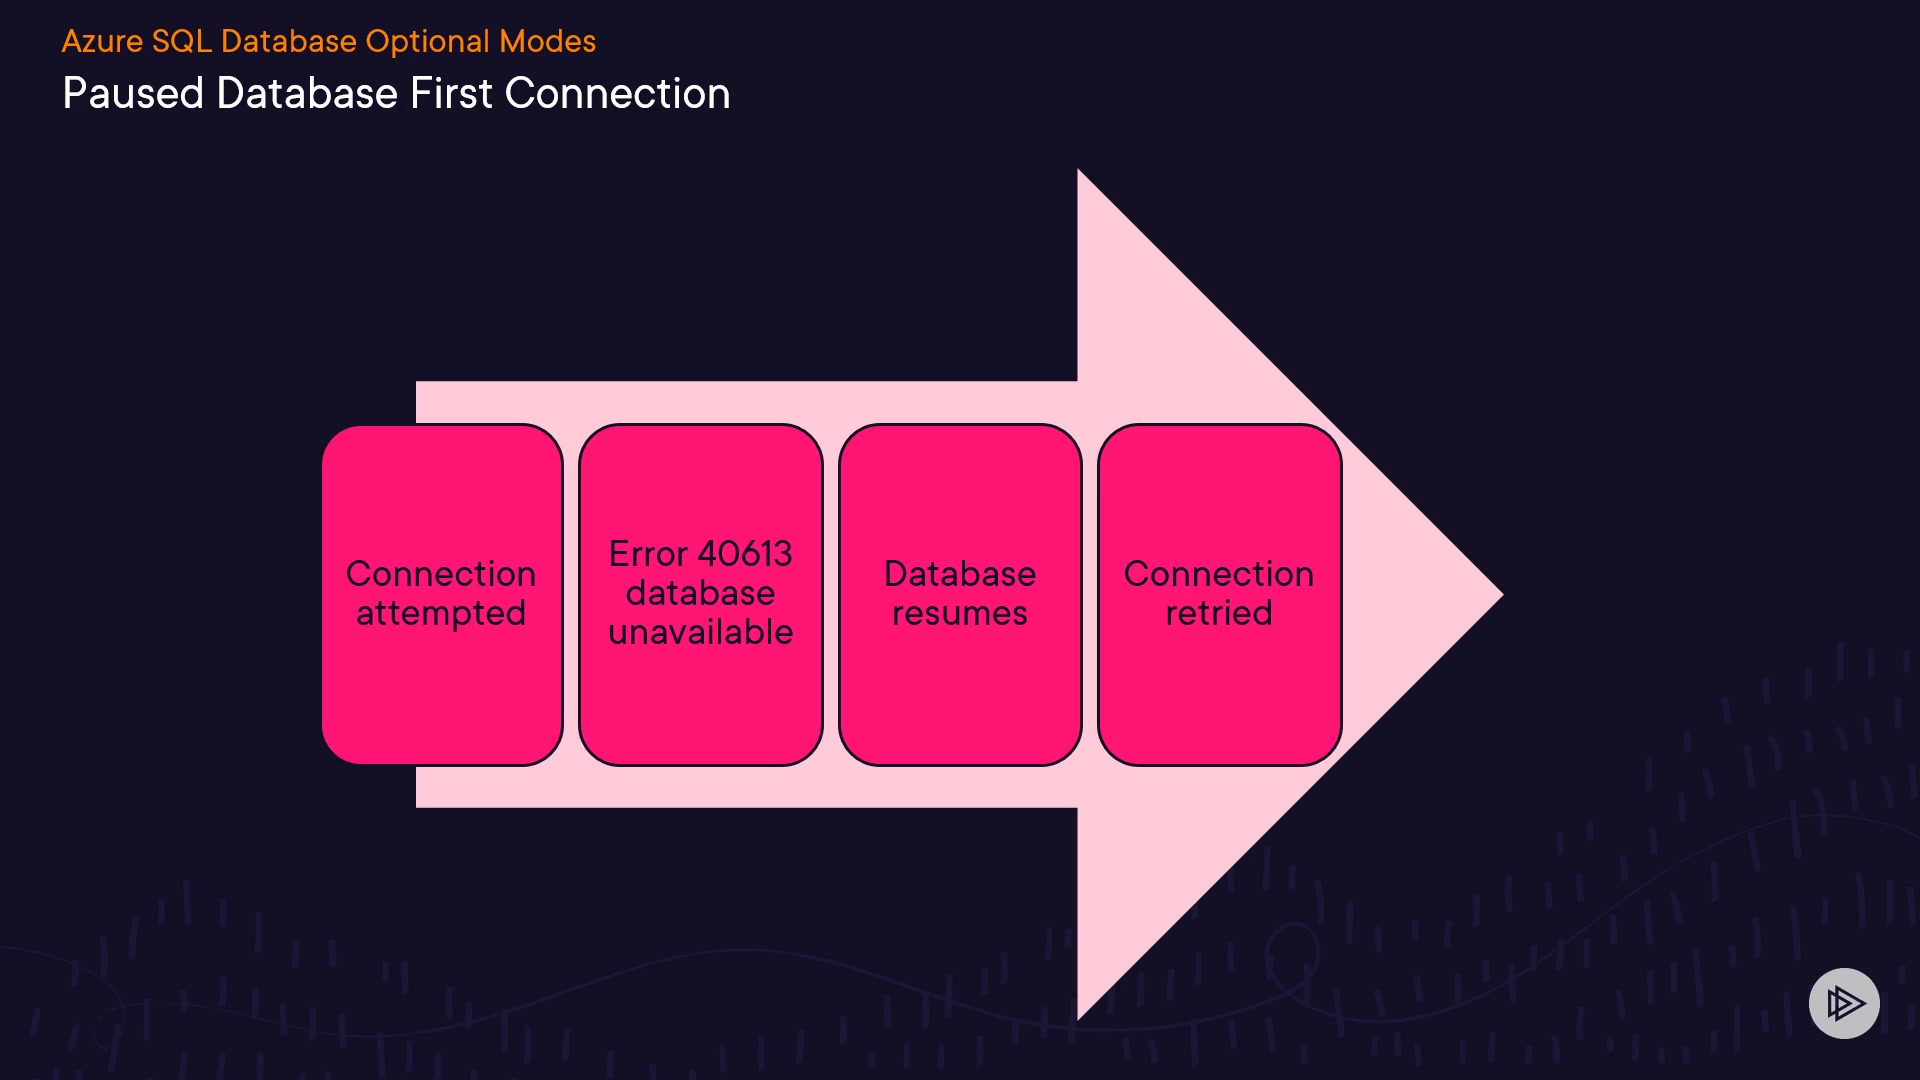 Azure SQL Database Optional Modes
Paused Database First Connection
Connection
attempted
Error 40613
database
unavailable
Database
resumes
Connection
retried